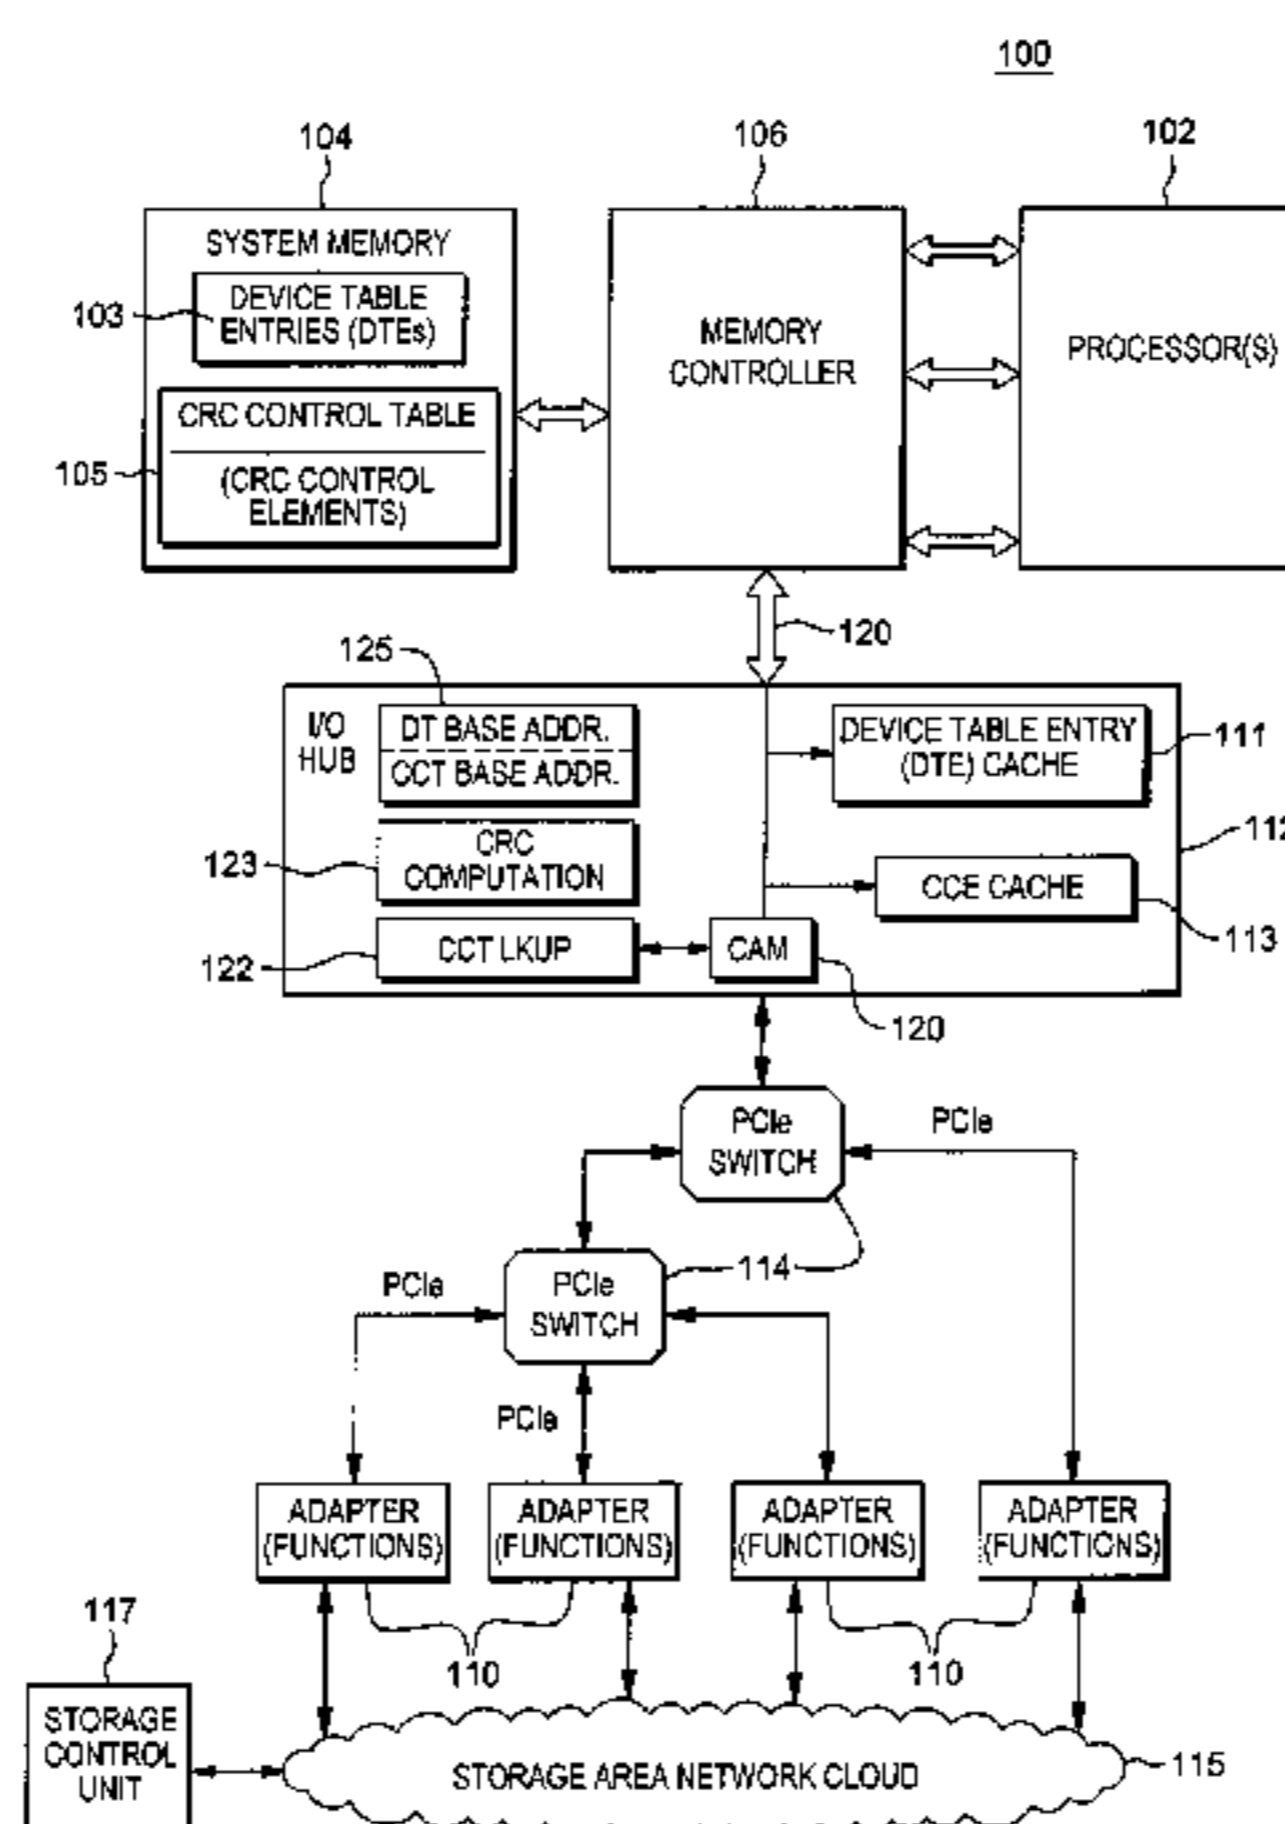 100
104
106
102
SYSTEM MEMORY
103
DEVICE TABLE
ENTRIES (DTEs)
MEMORY
CONTROLLER
PROCESSOR(S)
CRC CONTROL TABLE
105
(CRC CONTROL
ELEMENTS)
120
125
I/O
HUB
DT BASE ADDR.
CCT BASE ADDR.
DEVICE TABLE ENTRY
(DTE) CACHE
111
112
123
CRC
COMPUTATION
CCE CACHE
113
122
CCT LKUP
CAM
120
PCIe
SWITCH
PCIe
114
PCIe
PCIe
SWITCH
PCIe
ADAPTER
(FUNCTIONS)
ADAPTER
(FUNCTIONS)
ADAPTER
(FUNCTIONS)
ADAPTER
(FUNCTIONS)
117
110
110
STORAGE
CONTROL
UNIT
STORAGE AREA NETWORK CLOUD
115